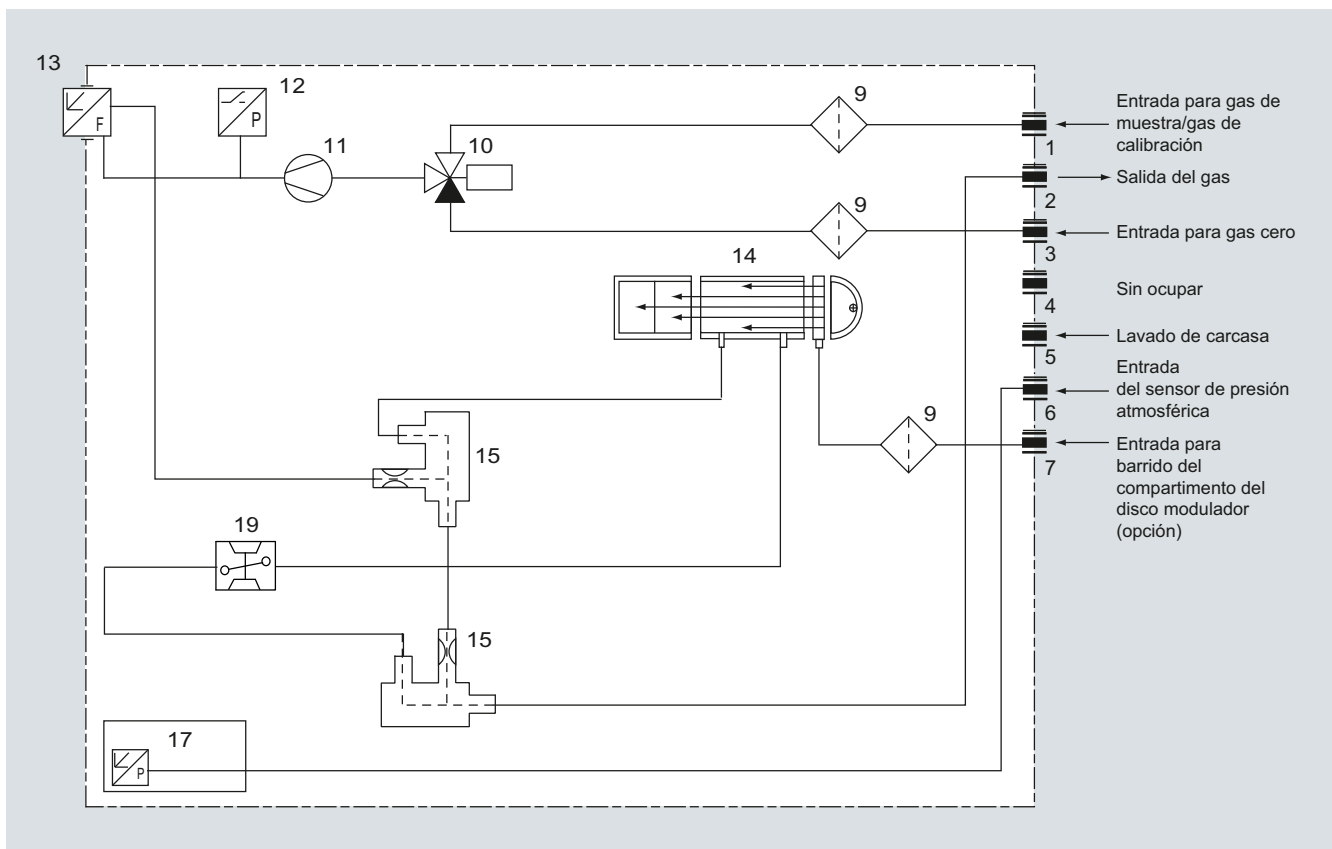 13
F
12
P
11
10
9
Entrada para gas de
muestra/gas de
calibración
1
Salida del gas
2
9
Entrada para gas cero
3
14
Sin ocupar
4
Lavado de carcasa
5
Entrada
del sensor de presión
atmosférica
6
9
Entrada para
barrido del
compartimento del
disco modulador
(opción)
7
15
19
15
17
P